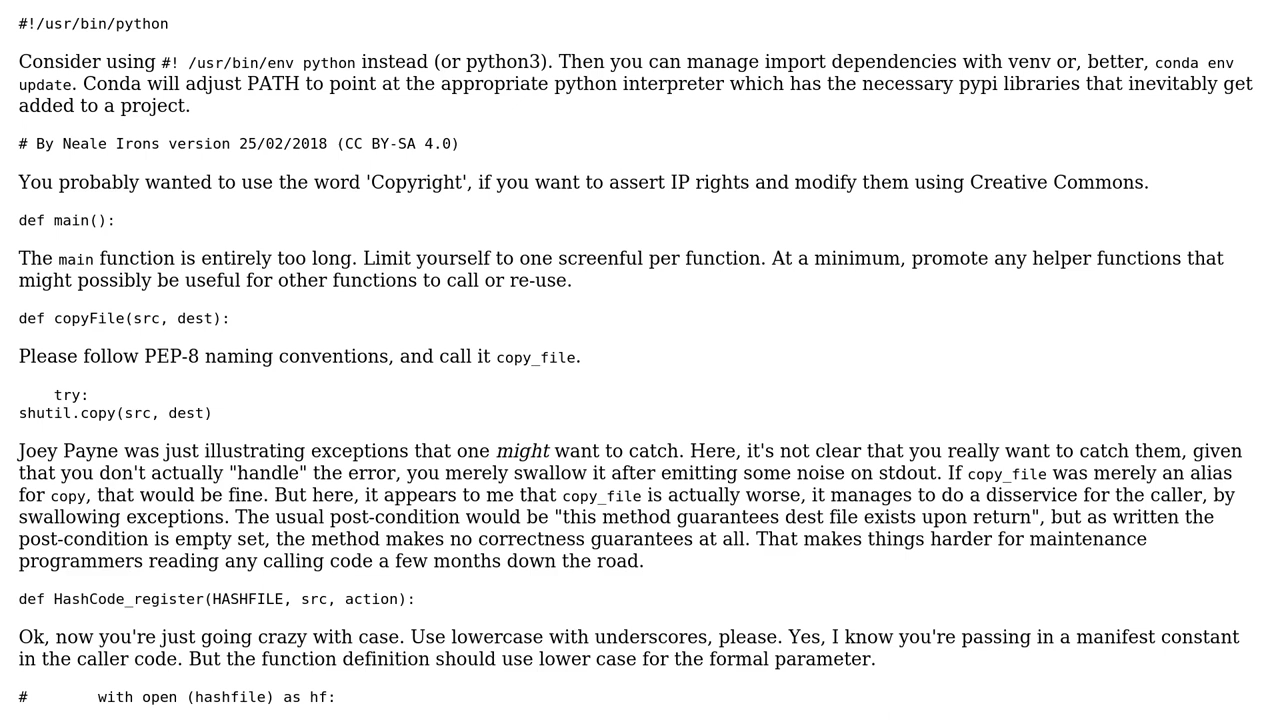 #!/usr/bin/python
Consider using #! /usr/bin/env python instead (or python3). Then you can manage import dependencies with venv or, better, conda env
update. Conda will adjust PATH to point at the appropriate python interpreter which has the necessary pypi libraries that inevitably get
added to a project.
# By Neale Irons version 25/02/2018 (CC BY-SA 4.0)
You probably wanted to use the word 'Copyright', if you want to assert IP rights and modify them using Creative Commons.
def main():
The main function is entirely too long. Limit yourself to one screenful per function. At a minimum, promote any helper functions that
might possibly be useful for other functions to call or re-use.
def copyFile(src, dest):
Please follow PEP-8 naming conventions, and call it copy_file.
    try:
shutil.copy(src, dest)
Joey Payne was just illustrating exceptions that one might want to catch. Here, it's not clear that you really want to catch them, given
that you don't actually "handle" the error, you merely swallow it after emitting some noise on stdout. If copy_file was merely an alias
for copy, that would be fine. But here, it appears to me that copy_file is actually worse, it manages to do a disservice for the caller, by
swallowing exceptions. The usual post-condition would be "this method guarantees dest file exists upon return", but as written the
post-condition is empty set, the method makes no correctness guarantees at all. That makes things harder for maintenance
programmers reading any calling code a few months down the road.
def HashCode_register(HASHFILE, src, action):
Ok, now you're just going crazy with case. Use lowercase with underscores, please. Yes, I know you're passing in a manifest constant
in the caller code. But the function definition should use lower case for the formal parameter.
#        with open (hashfile) as hf: